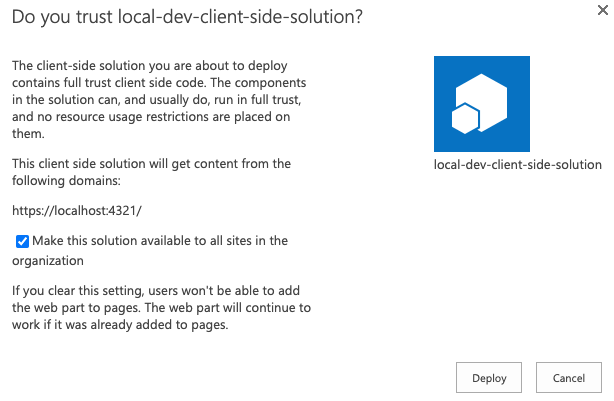 Do you trust local-dev-client-side-solution?
The client-side solution you are about to deploy
contains full trust client side code. The components
in the solution can, and usually do, run in full trust,
and no resource usage restrictions are placed on
them.
This client side solution will get content from the
following domains:
https://localhost:4321/
Make this solution available to all sites in the
organization
If you clear this setting, users won't be able to add
the web part to pages. The web part will continue to
work if it was already added to pages.
local-dev-client-side-solution
Deploy
Cancel